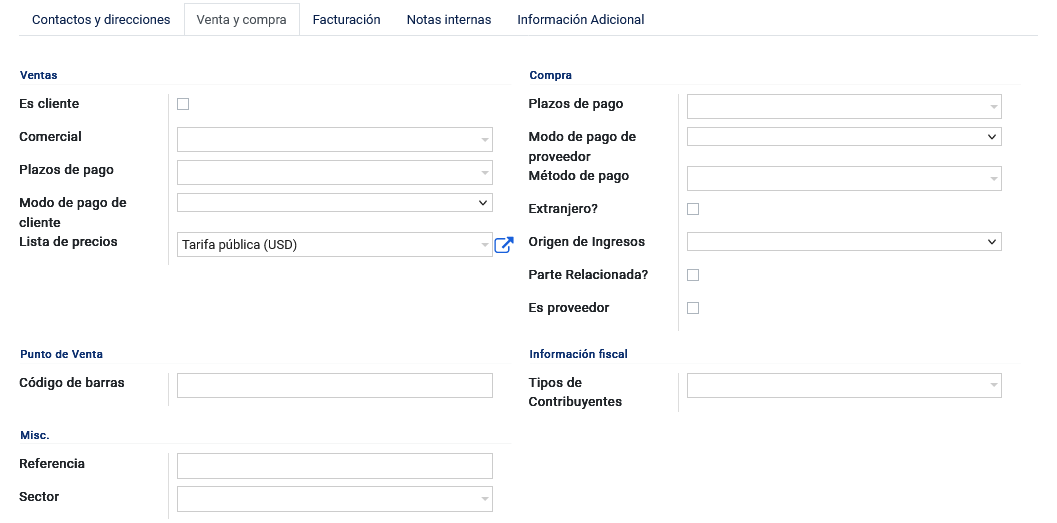 Contactos y direcciones
Venta y compra
Facturación
Notas internas
Información Adicional
Ventas
Es cliente
Comercial
Plazos de pago
Modo de pago de
cliente
Lista de precios
Tarifa pública (USD)
Compra
Plazos de pago
Modo de pago de
proveedor
Método de pago
Extranjero?
Origen de Ingresos
Parte Relacionada?
Es proveedor
Punto de Venta
Código de barras
Información fiscal
Tipos de
Contribuyentes
Misc.
Referencia
Sector